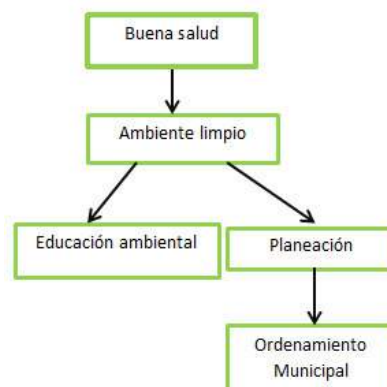 Buena salud
Ambiente limpio
Educación ambiental
Planeación
Ordenamiento
Municipal